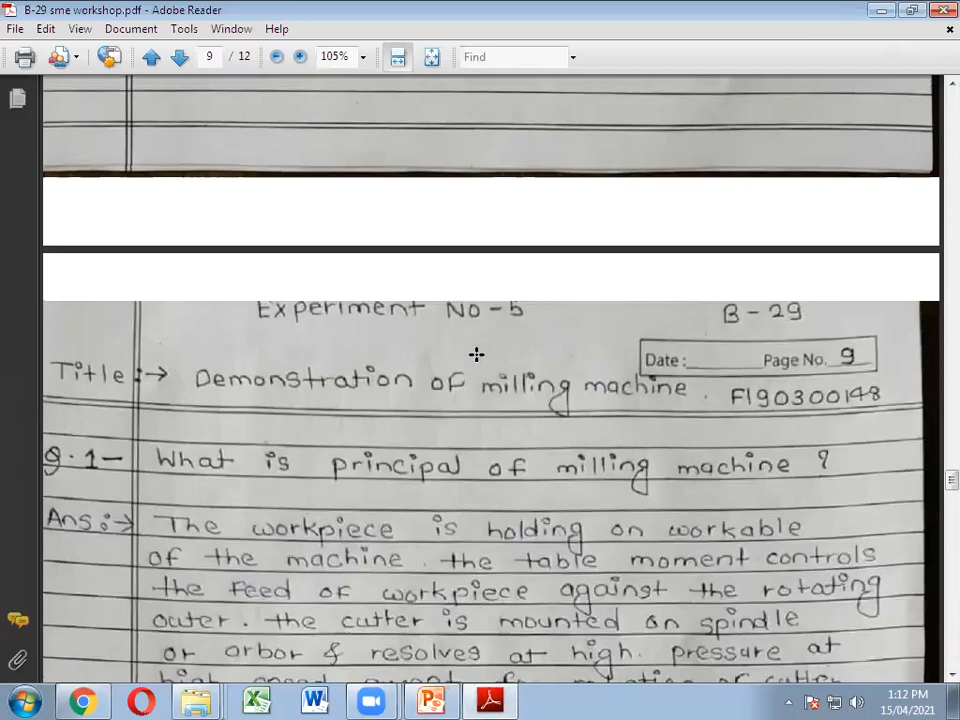 B-29 sme workshop.pdf - Adobe Reader
File Edit View Document Tools Window Help
9 / 12 105% Find
Experiment No - 5 B - 29
Date: Page No. 9
Title :→ Demonstration of milling machine . F190300148
Q.1- What is principal of milling machine ?
Ans:→ The workpiece is holding on workable
of the machine . the table moment controls
the feed of workpiece against the rotating
outer . the cutter is mounted on spindle
or arbor & resolves at high . pressure at
1:12 PM
15/04/2021